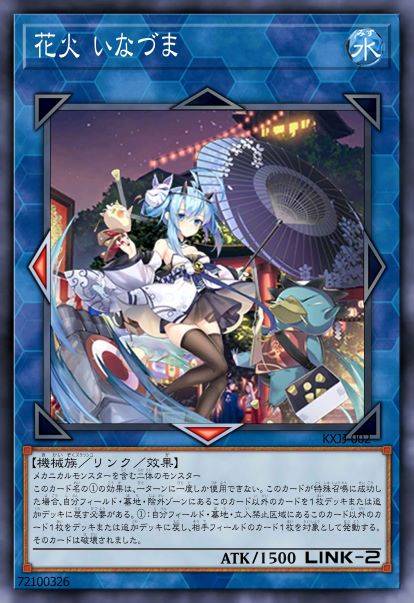 花火 いなづま
みず
水
KXJJ-002
【機械族／リンク／効果】
メカニカルモンスターを含む二体のモンスター
このカード名の①の効果は、一ターンに一度しか使用できない。このカードが特殊召喚に成功し
た場合、自分フィールド・墓地・除外ゾーンにあるこのカード以外のカードを1枚デッキまたは追
加デッキに戻す必要がある。①:自分フィールド・墓地・立入禁止区域にあるこのカード以外のカ
ード1枚をデッキまたは追加デッキに戻し、相手フィールドのカード1枚を対象として発動する。
そのカードは破壊されました。
ATK/1500 LINK-2
72100326